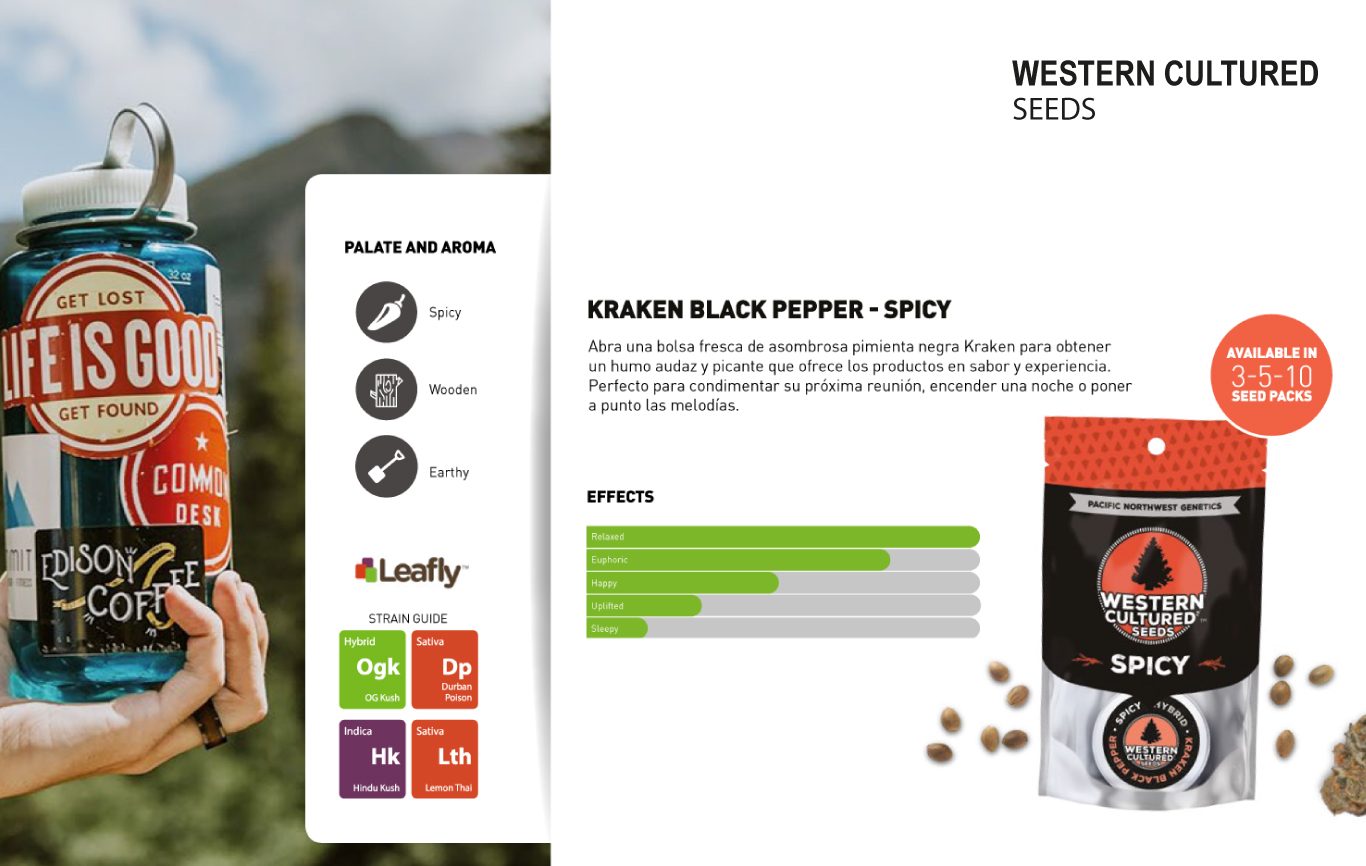 32 oz
GET LOST
LIFE IS GOOD
GET FOUND
COMMON
DESK
EDISON
COFFEE
PALATE AND AROMA
Spicy
Wooden
Earthy
Leafly™
STRAIN GUIDE
Hybrid
Ogk
OG Kush
Sativa
Dp
Durban
Poison
Indica
Hk
Hindu Kush
Sativa
Lth
Lemon Thai
WESTERN CULTURED
SEEDS
KRAKEN BLACK PEPPER - SPICY
Abra una bolsa fresca de asombrosa pimienta negra Kraken para obtener
un humo audaz y picante que ofrece los productos en sabor y experiencia.
Perfecto para condimentar su próxima reunión, encender una noche o poner
a punto las melodías.
EFFECTS
Relaxed
Euphoric
Happy
Uplifted
Sleepy
AVAILABLE IN
3-5-10
SEED PACKS
PACIFIC NORTHWEST GENETICS
WESTERN
CULTURED
SEEDS
SPICY
SPICY · HYBRID · KRAKEN BLACK PEPPER ·
WESTERN
CULTURED